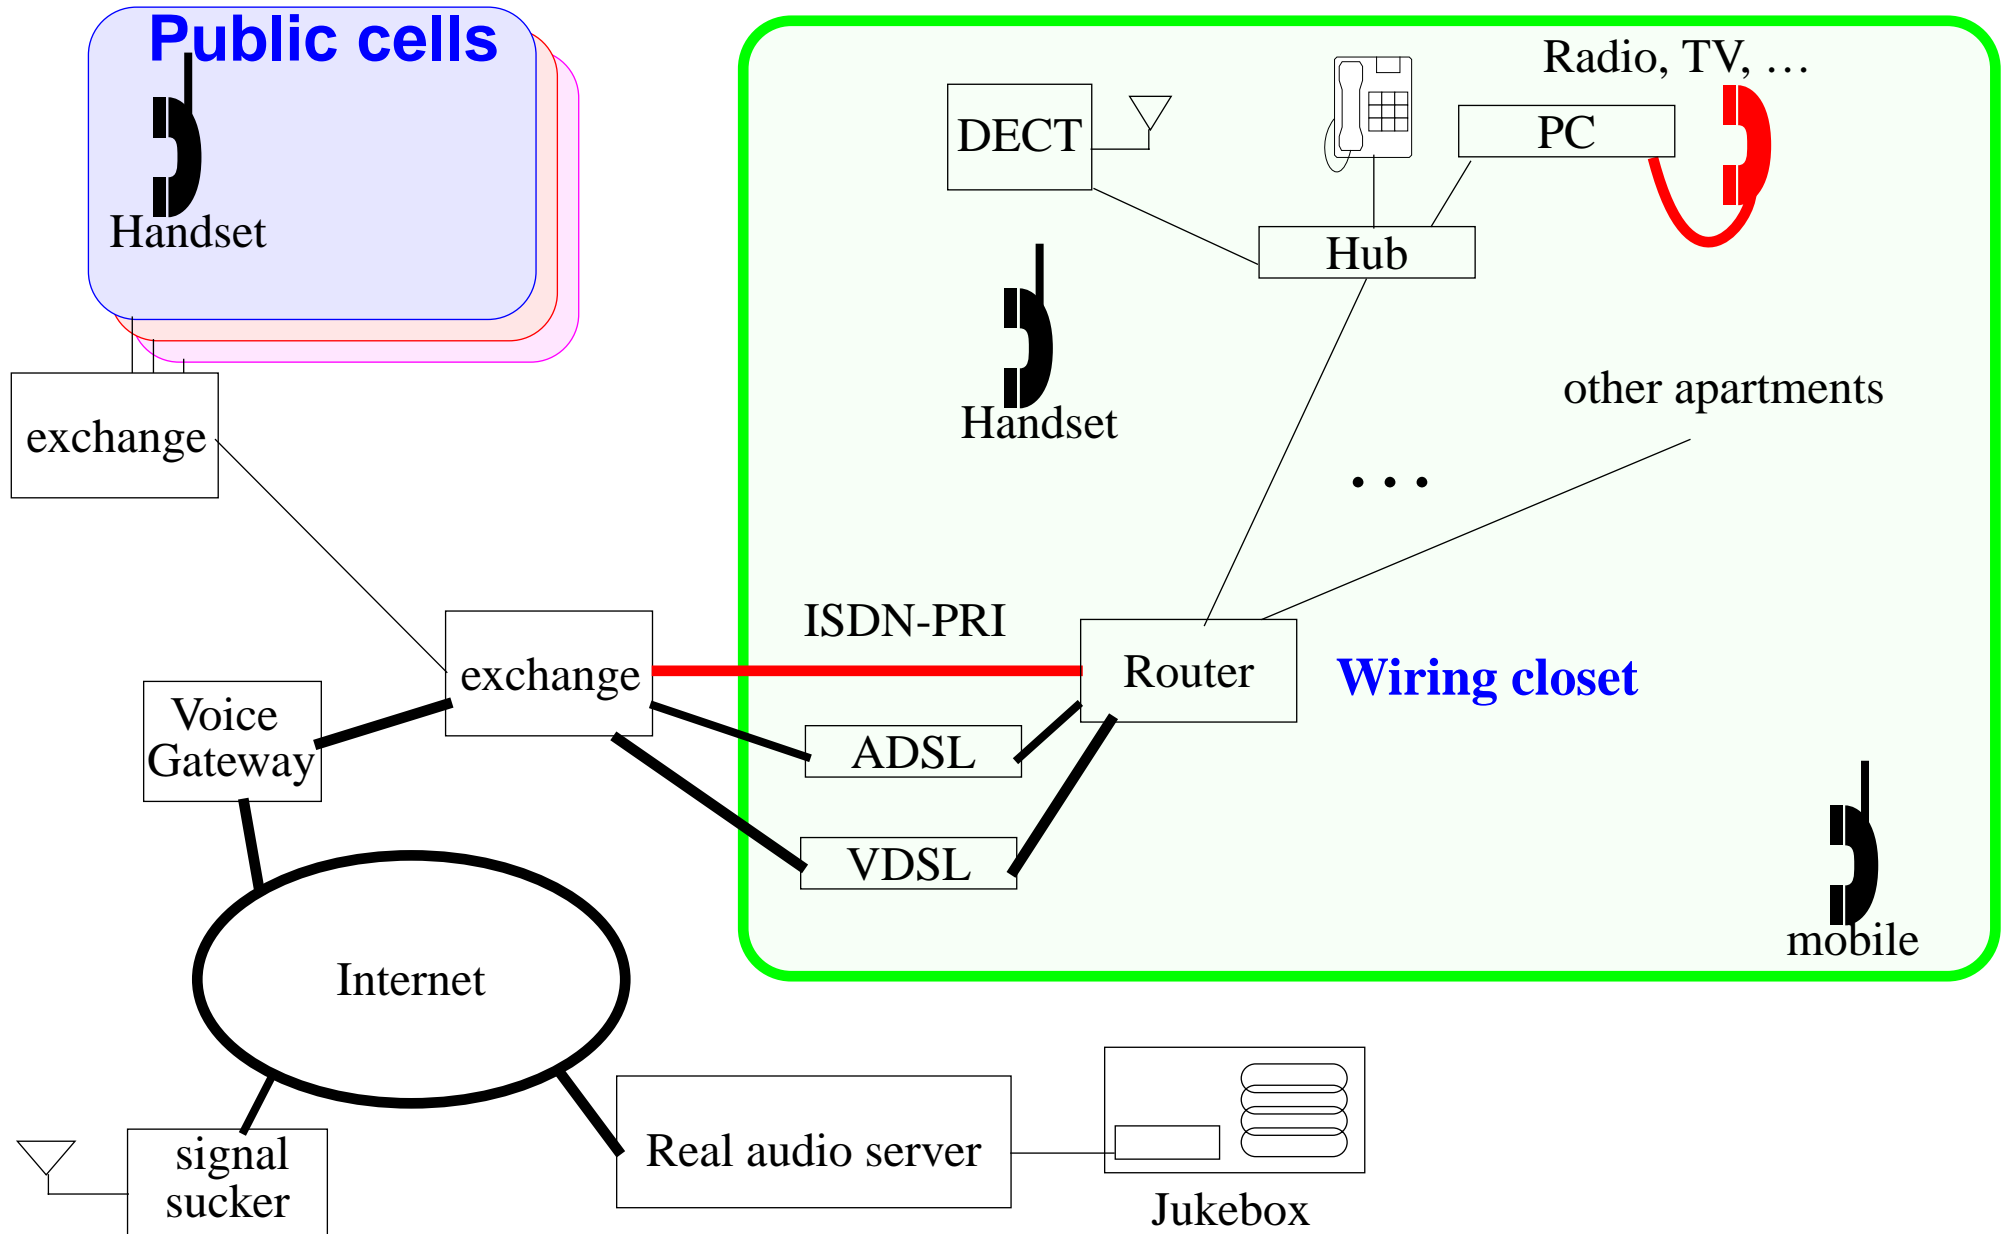 Public cells
Handset
exchange
Radio, TV, …
DECT
PC
Hub
Handset
other apartments
. . .
ISDN-PRI
exchange
Router
Wiring closet
Voice
Gateway
ADSL
VDSL
mobile
Internet
signal
sucker
Real audio server
Jukebox